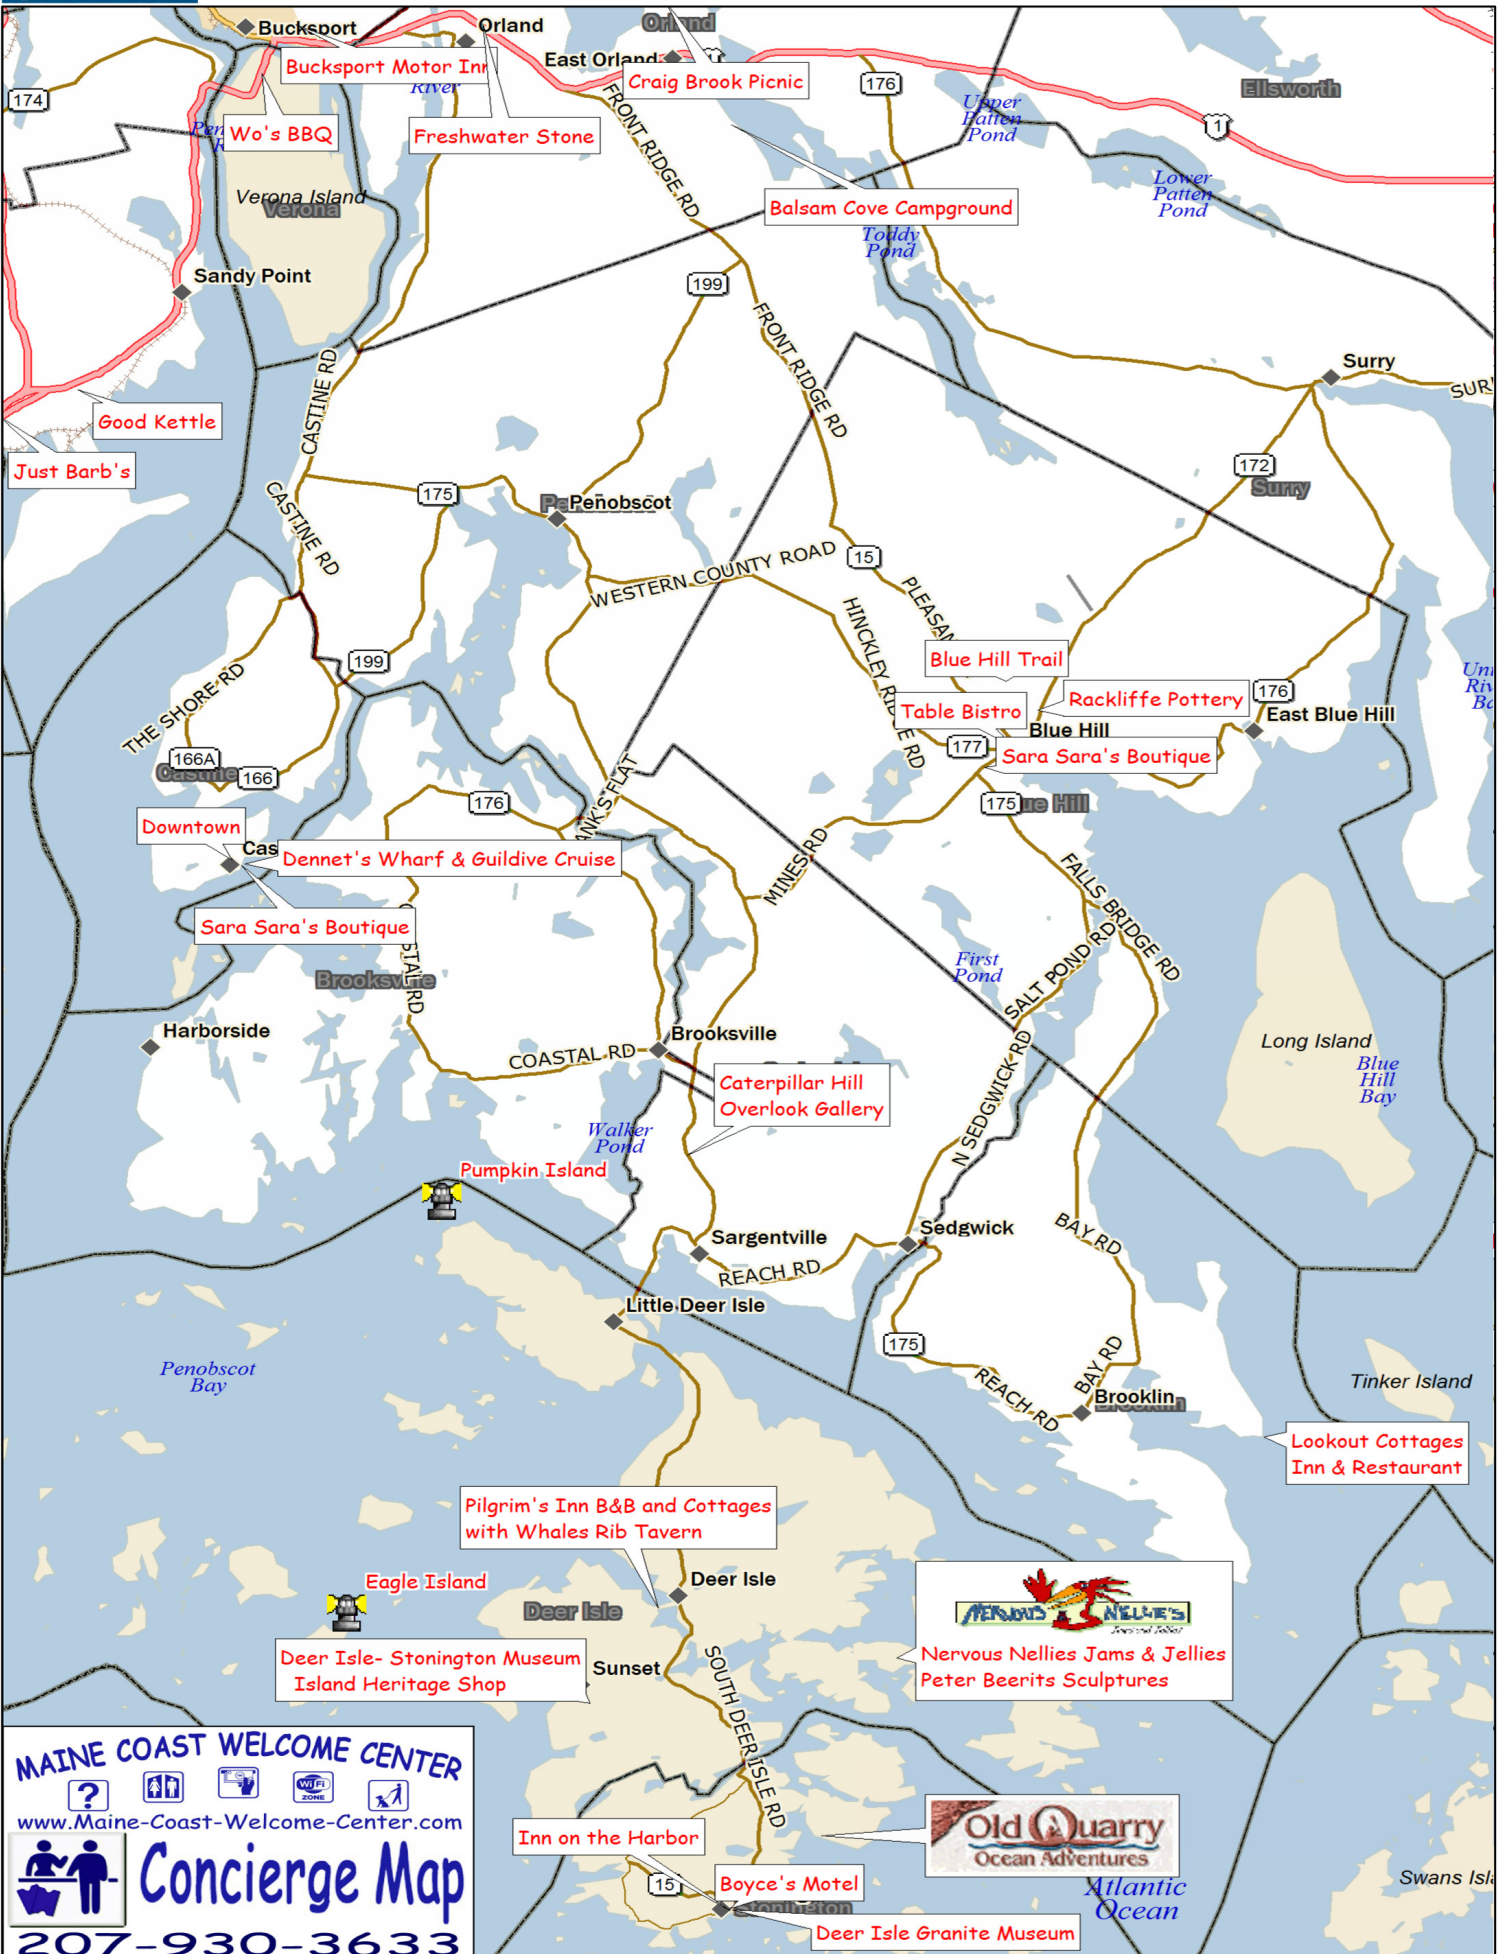 Bucksport
Orland
Orland
Bucksport Motor Inn
East Orland
1
River
Craig Brook Picnic
176
Ellsworth
174
Wo's BBQ
Freshwater Stone
FRONT RIDGE RD
Upper
Patten
Pond
1
Verona Island
Verona
Lower
Patten
Pond
Balsam Cove Campground
Toddy
Pond
Sandy Point
199
FRONT RIDGE RD
CASTINE RD
Surry
Good Kettle
Just Barb's
172
Surry
175
Penobscot
CASTINE RD
WESTERN COUNTY ROAD
15
HINCKLEY RIDGE RD
199
Blue Hill Trail
THE SHORE RD
Rackliffe Pottery
176
Table Bistro
East Blue Hill
Blue Hill
177
Sara Sara's Boutique
166A
Castine
166
176
175
Downtown
Dennet's Wharf & Guildive Cruise
MINES RD
FALLS BRIDGE RD
Sara Sara's Boutique
SALT POND RD
First
Pond
Brooksville
Harborside
Brooksville
COASTAL RD
N SEDGWICK RD
Long Island
Blue
Hill
Bay
Caterpillar Hill
Overlook Gallery
Walker
Pond
Pumpkin Island
Sargentville
Sedgwick
BAY RD
REACH RD
Little Deer Isle
175
Penobscot
Bay
REACH RD
BAY RD
Brooklin
Brooklin
Tinker Island
Lookout Cottages
Inn & Restaurant
Pilgrim's Inn B&B and Cottages
with Whales Rib Tavern
Eagle Island
Deer Isle
Deer Isle
NERVOUS NELLIE'S
Nervous Nellies Jams & Jellies
Peter Beerits Sculptures
Deer Isle- Stonington Museum
Island Heritage Shop
Sunset
SOUTH DEER ISLE RD
MAINE COAST WELCOME CENTER
?
WiFi
ZONE
www.Maine-Coast-Welcome-Center.com
Concierge Map
207-930-3633
Inn on the Harbor
Old Quarry
Ocean Adventures
15
Boyce's Motel
Stonington
Deer Isle Granite Museum
Atlantic
Ocean